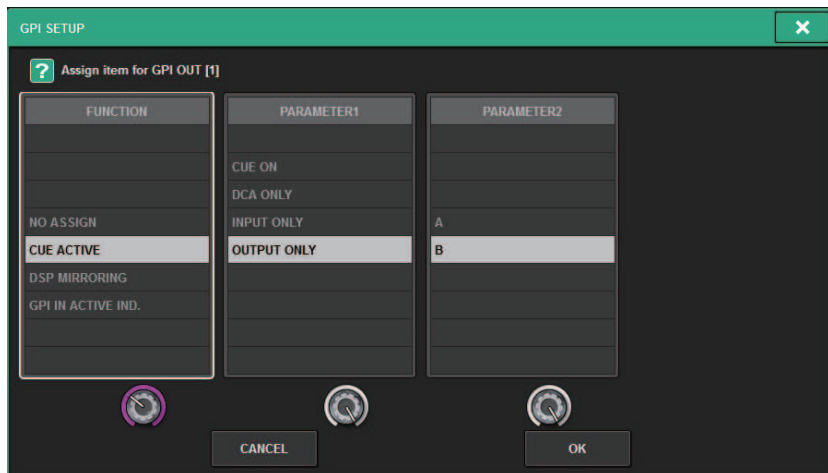 GPI SETUP
? Assign item for GPI OUT [1]
FUNCTION
NO ASSIGN
CUE ACTIVE
DSP MIRRORING
GPI IN ACTIVE IND.
PARAMETER1
CUE ON
DCA ONLY
INPUT ONLY
OUTPUT ONLY
PARAMETER2
A
B
CANCEL
OK